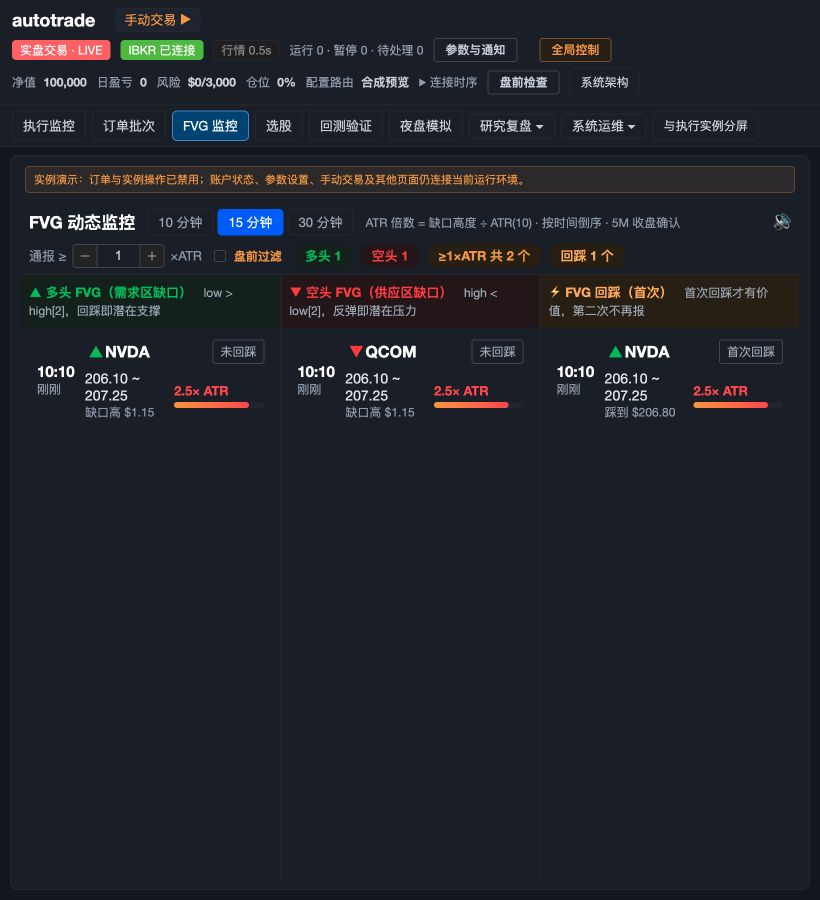 autotrade 手动交易 ▶
实盘交易 · LIVE IBKR 已连接 行情 0.5s 运行 0 · 暂停 0 · 待处理 0 参数与通知 全局控制
净值 100,000 日盈亏 0 风险 $0/3,000 仓位 0% 配置路由 合成预览 ▶ 连接时序 盘前检查 系统架构
执行监控 订单批次 FVG 监控 选股 回测验证 夜盘模拟 研究复盘 系统运维 与执行实例分屏
实例演示：订单与实例操作已禁用；账户状态、参数设置、手动交易及其他页面仍连接当前运行环境。
FVG 动态监控 10 分钟 15 分钟 30 分钟 ATR 倍数 = 缺口高度 ÷ ATR(10) · 按时间倒序 · 5M 收盘确认
通报 ≥ − 1 + ×ATR 盘前过滤 多头 1 空头 1 ≥1×ATR 共 2 个 回踩 1 个
▲ 多头 FVG（需求区缺口） low >
high[2]，回踩即潜在支撑
▼ 空头 FVG（供应区缺口） high <
low[2]，反弹即潜在压力
⚡ FVG 回踩（首次） 首次回踩才有价
值，第二次不再报
▲ NVDA 未回踩
10:10
刚刚
206.10 ~
207.25
缺口高 $1.15
2.5× ATR
▼ QCOM 未回踩
10:10
刚刚
206.10 ~
207.25
缺口高 $1.15
2.5× ATR
▲ NVDA 首次回踩
10:10
刚刚
206.10 ~
207.25
踩到 $206.80
2.5× ATR